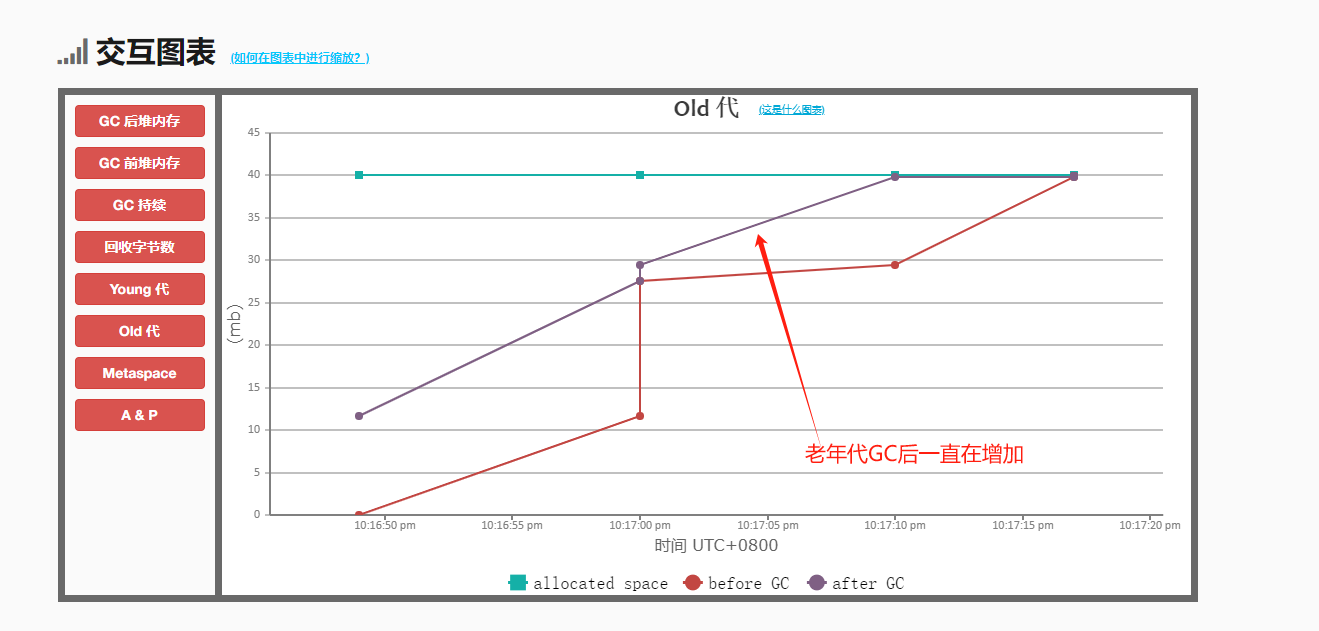 交互图表 (如何在图表中进行缩放? )
GC 后堆内存
GC 前堆内存
GC 持续
回收字节数
Young 代
Old 代
Metaspace
A & P
Old 代 (这是什么图表)
45
40
35
30
25
20
15
10
5
0
(mb)
老年代GC后一直在增加
10:16:50 pm 10:16:55 pm 10:17:00 pm 10:17:05 pm 10:17:10 pm 10:17:15 pm 10:17:20 pm
时间 UTC+0800
allocated space before GC after GC